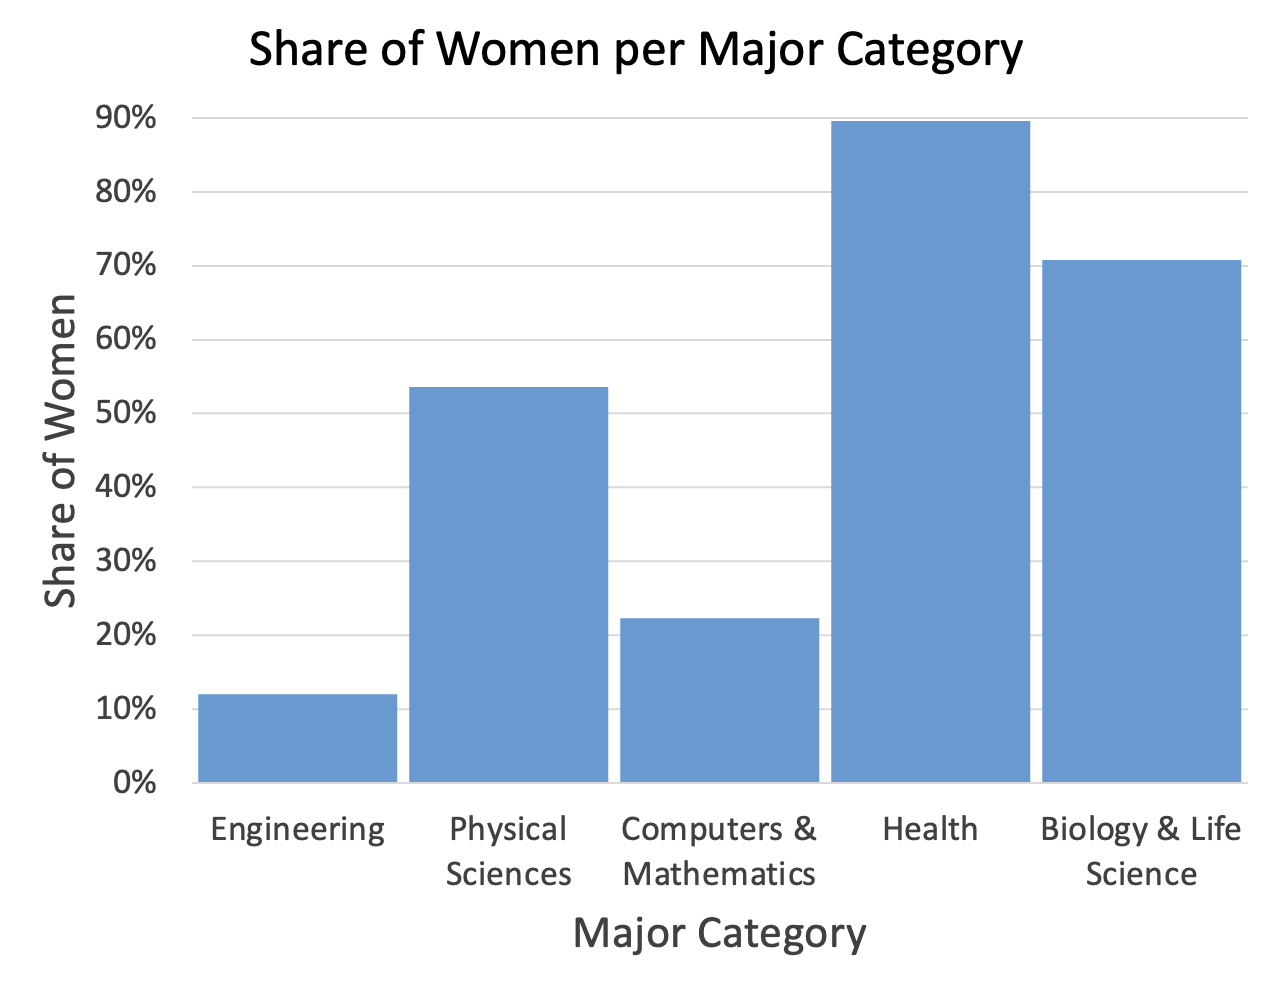 Share of Women per Major Category
90%
80%
70%
60%
50%
40%
30%
20%
10%
0%
Share of Women
Engineering
Physical
Sciences
Computers &
Mathematics
Health
Biology & Life
Science
Major Category